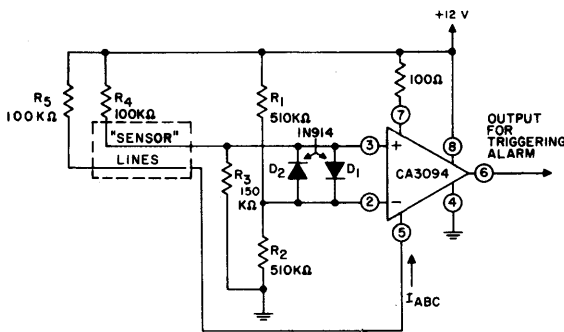 +12 V
R5
100KΩ
R4
100KΩ
"SENSOR"
LINES
R1
510KΩ
1N914
100Ω
7
3
+
8
OUTPUT
FOR
TRIGGERING
ALARM
D2
D1
CA3094
6
R3
150
KΩ
2
−
4
5
R2
510KΩ
IABC